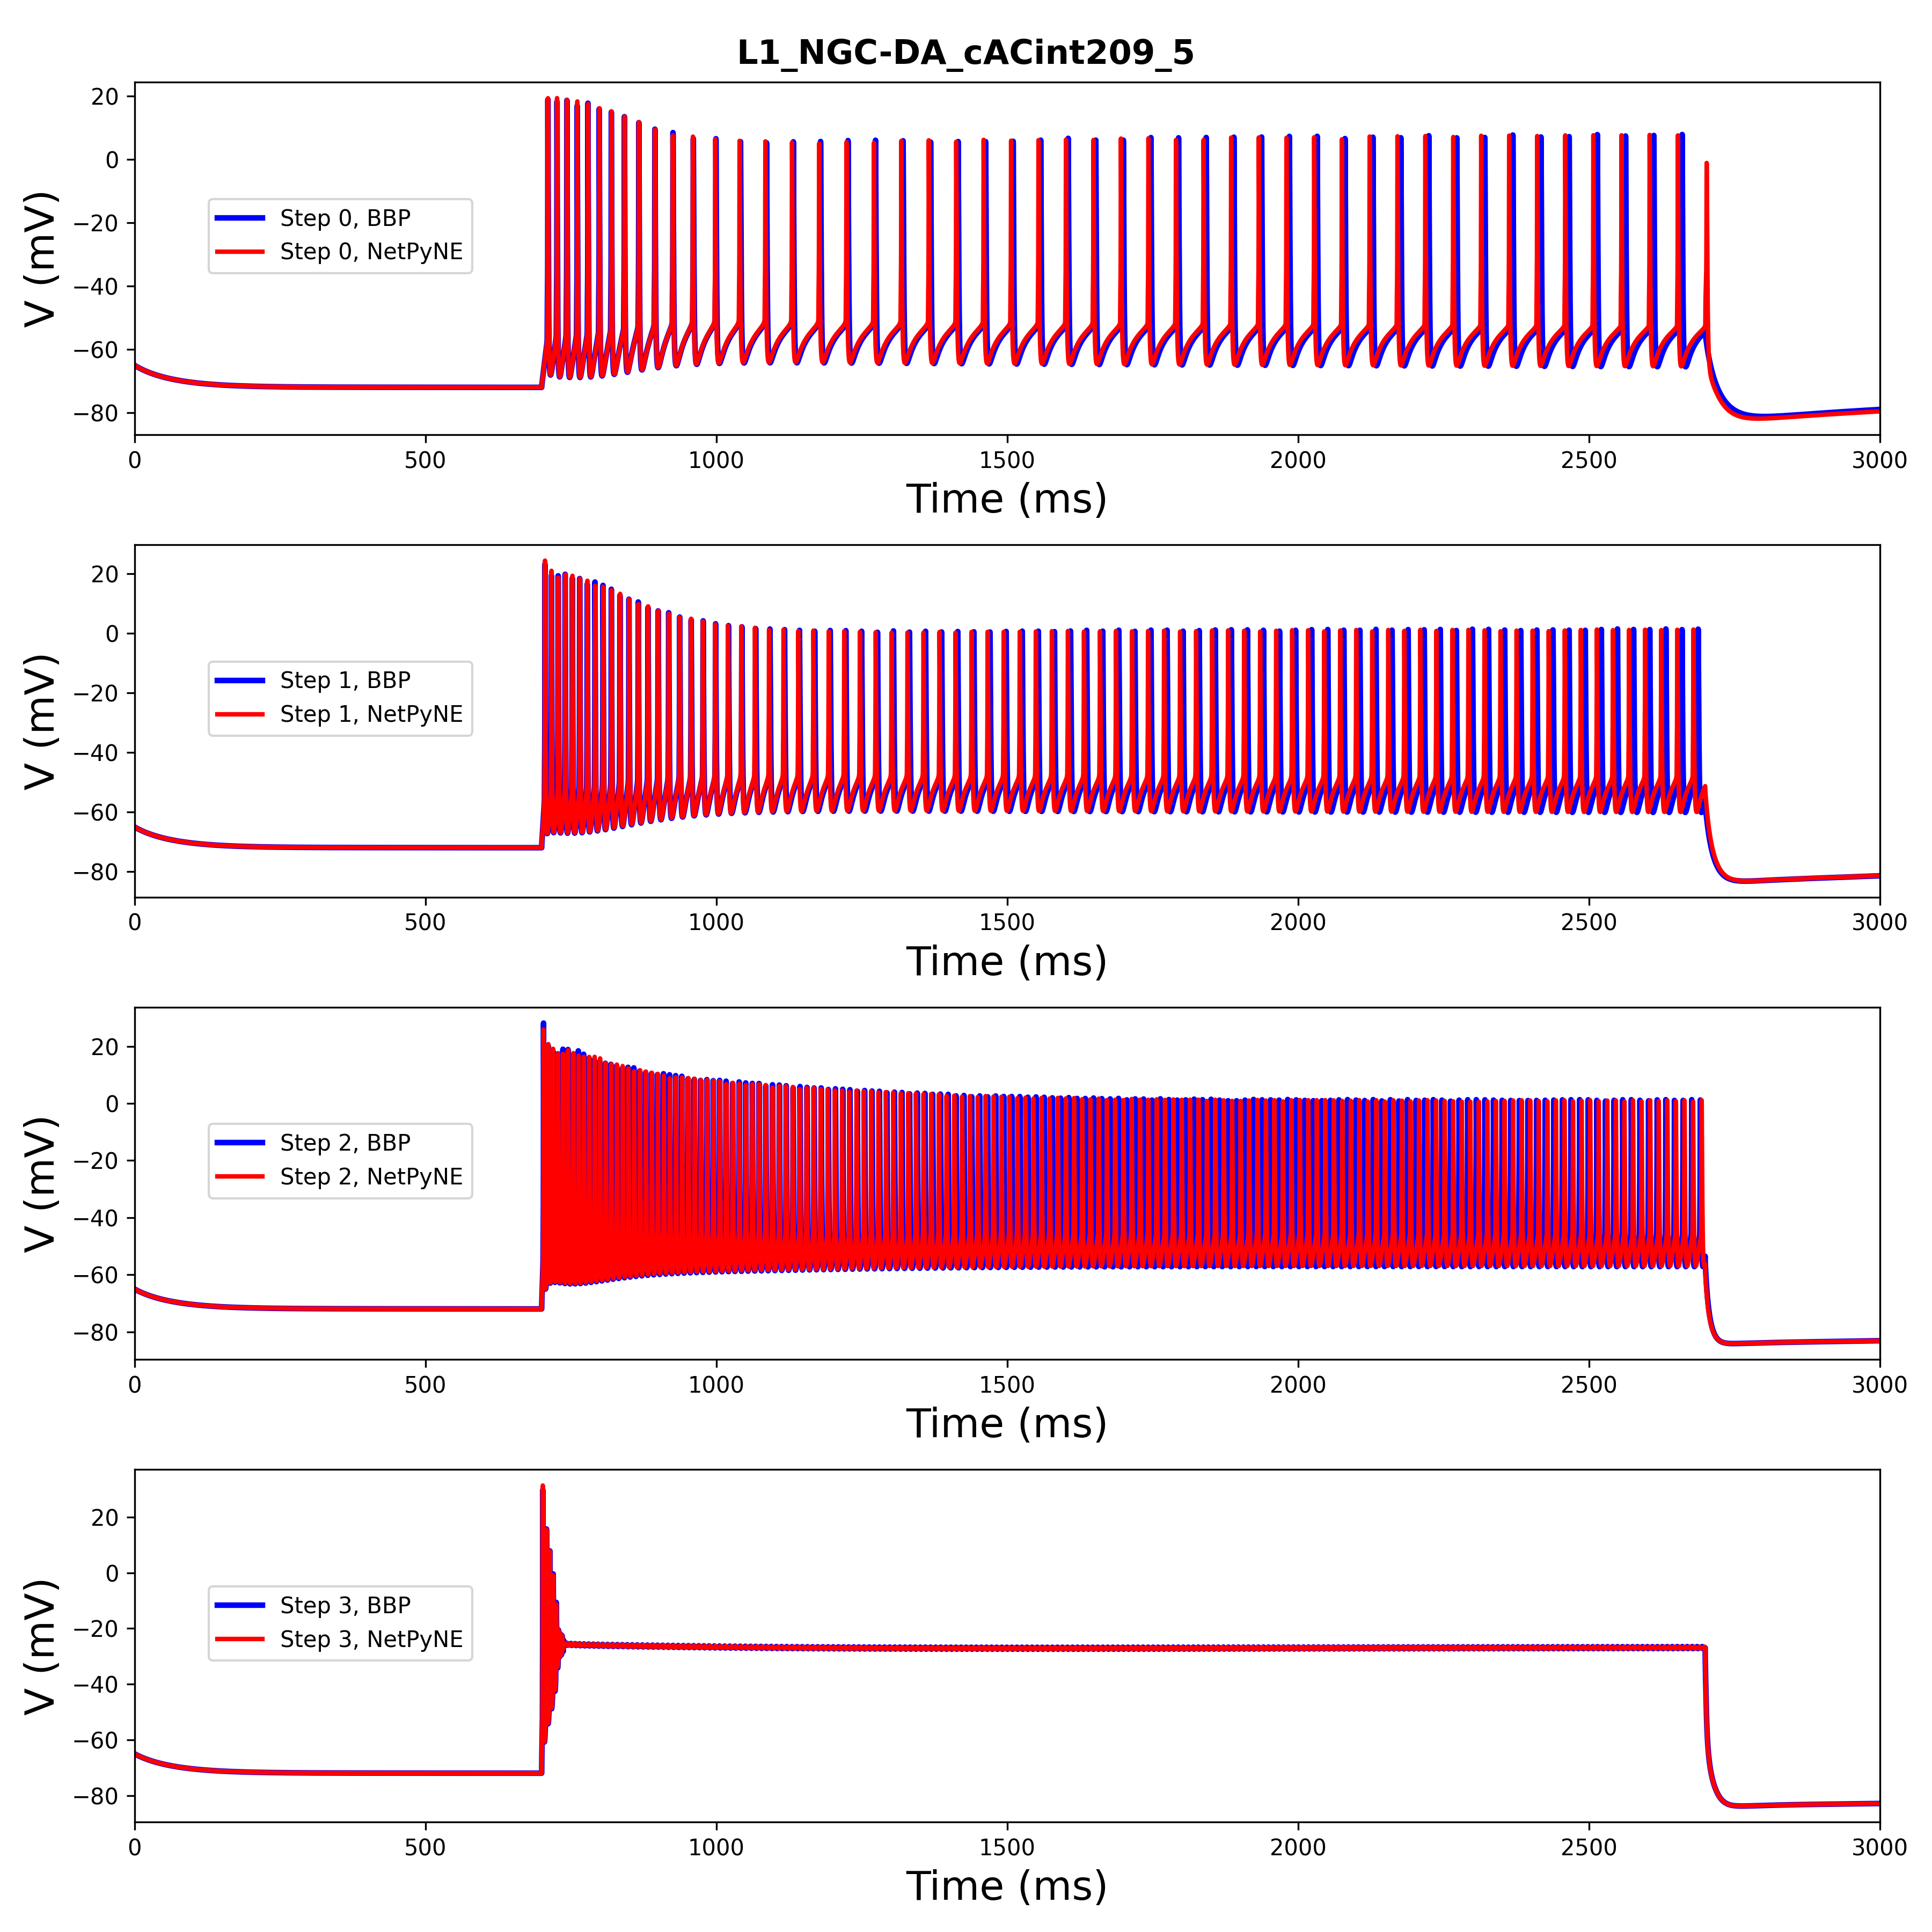 L1_NGC-DA_cACint209_5
20
0
−20
−40
−60
−80
V (mV)
Step 0, BBP
Step 0, NetPyNE
0 500 1000 1500 2000 2500 3000
Time (ms)
20
0
−20
−40
−60
−80
V (mV)
Step 1, BBP
Step 1, NetPyNE
0 500 1000 1500 2000 2500 3000
Time (ms)
20
0
−20
−40
−60
−80
V (mV)
Step 2, BBP
Step 2, NetPyNE
0 500 1000 1500 2000 2500 3000
Time (ms)
20
0
−20
−40
−60
−80
V (mV)
Step 3, BBP
Step 3, NetPyNE
0 500 1000 1500 2000 2500 3000
Time (ms)